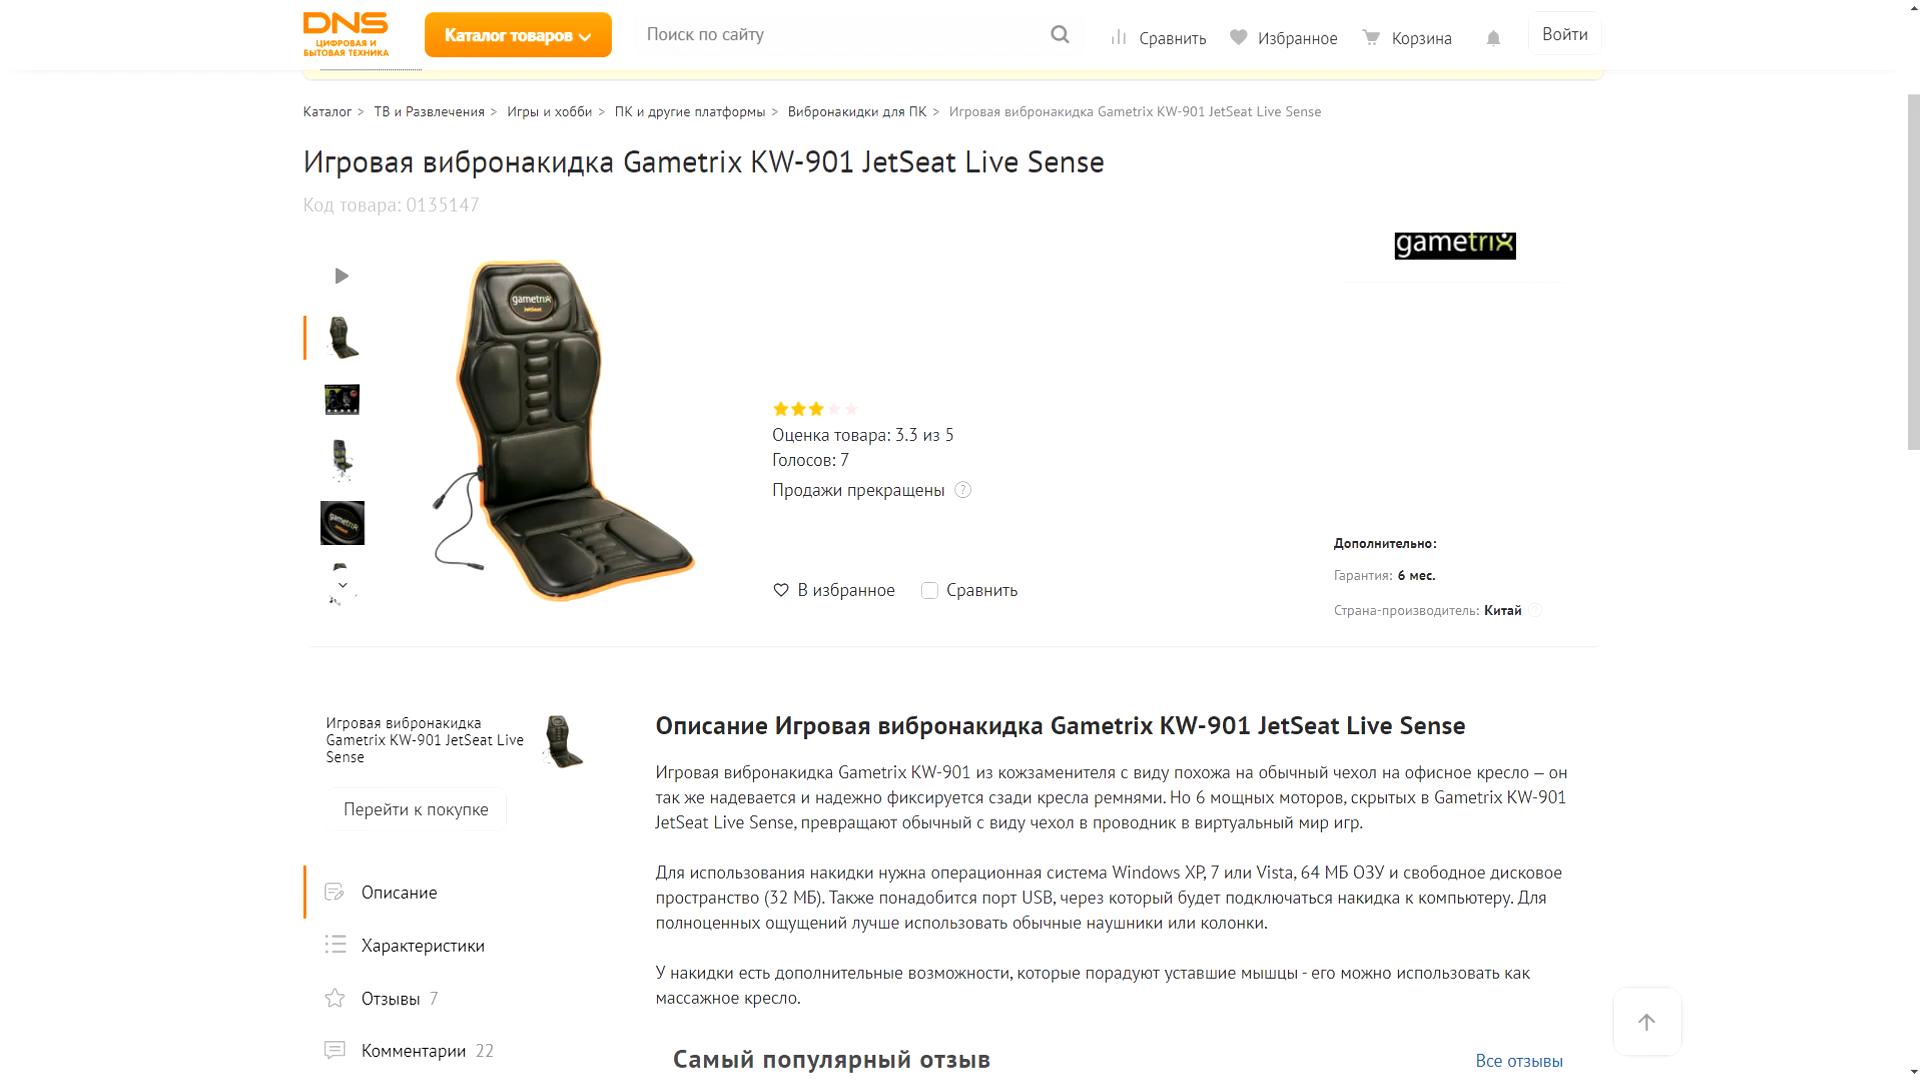 DNS
ЦИФРОВАЯ И
БЫТОВАЯ ТЕХНИКА
Каталог товаров
Поиск по сайту
Сравнить
Избранное
Корзина
Войти
Каталог > ТВ и Развлечения > Игры и хобби > ПК и другие платформы > Вибронакидки для ПК > Игровая вибронакидка Gametrix KW-901 JetSeat Live Sense
Игровая вибронакидка Gametrix KW-901 JetSeat Live Sense
Код товара: 0135147
gametrix
gametrix
JetSeat
gametrix
Оценка товара: 3.3 из 5
Голосов: 7
Продажи прекращены ?
В избранное
Сравнить
Дополнительно:
Гарантия: 6 мес.
Страна-производитель: Китай ?
Игровая вибронакидка
Gametrix KW-901 JetSeat Live
Sense
Перейти к покупке
Описание
Характеристики
Отзывы 7
Комментарии 22
Описание Игровая вибронакидка Gametrix KW-901 JetSeat Live Sense
Игровая вибронакидка Gametrix KW-901 из кожзаменителя с виду похожа на обычный чехол на офисное кресло – он
так же надевается и надежно фиксируется сзади кресла ремнями. Но 6 мощных моторов, скрытых в Gametrix KW-901
JetSeat Live Sense, превращают обычный с виду чехол в проводник в виртуальный мир игр.
Для использования накидки нужна операционная система Windows XP, 7 или Vista, 64 МБ ОЗУ и свободное дисковое
пространство (32 МБ). Также понадобится порт USB, через который будет подключаться накидка к компьютеру. Для
полноценных ощущений лучше использовать обычные наушники или колонки.
У накидки есть дополнительные возможности, которые порадуют уставшие мышцы - его можно использовать как
массажное кресло.
Самый популярный отзыв
Все отзывы